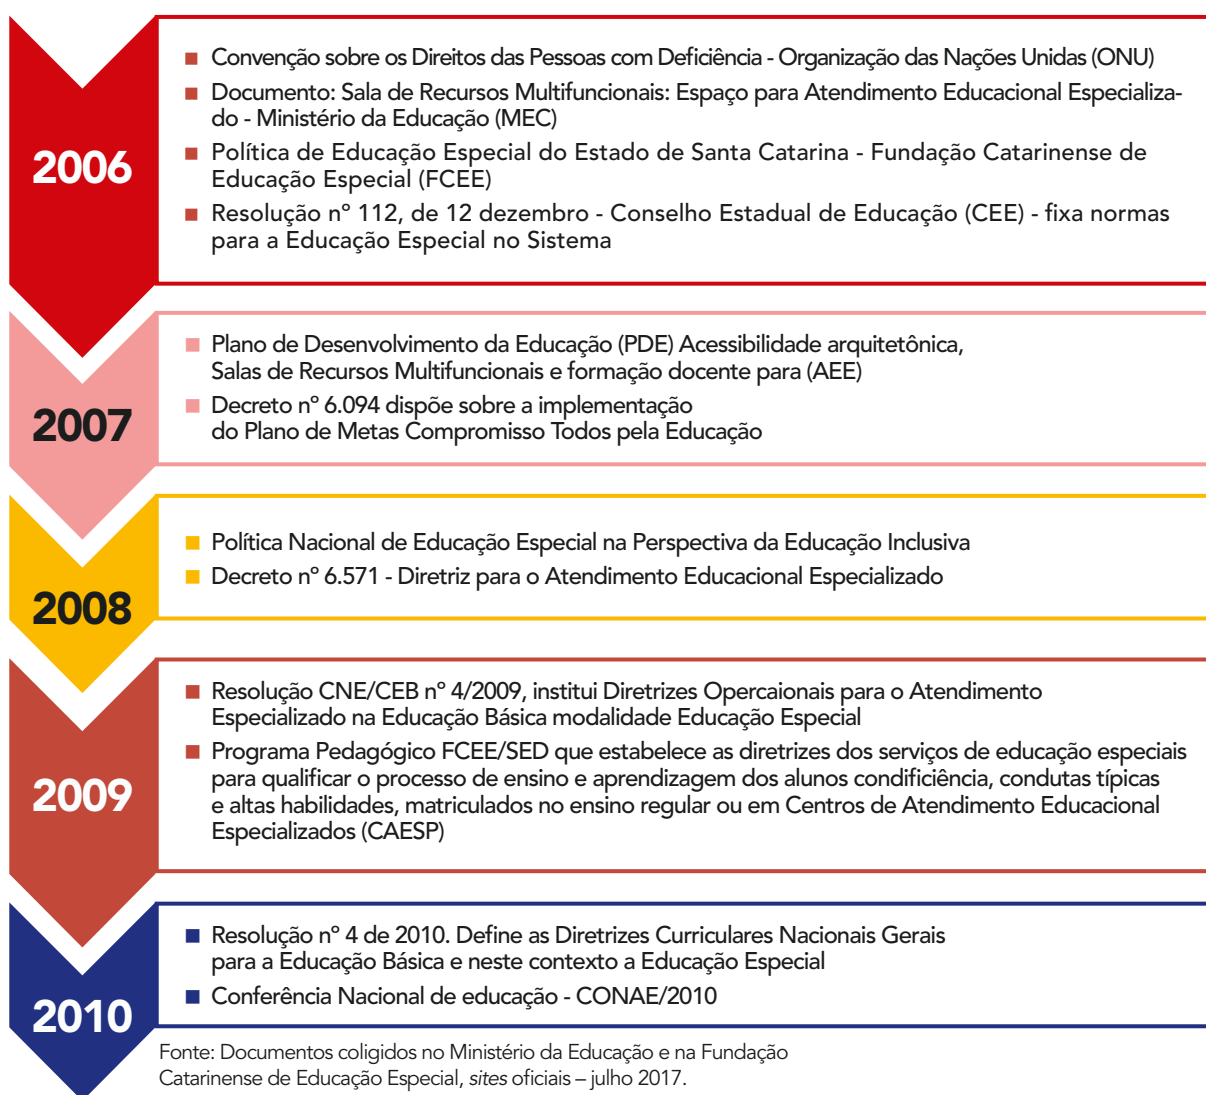 2006
Convenção sobre os Direitos das Pessoas com Deficiência - Organização das Nações Unidas (ONU)
Documento: Sala de Recursos Multifuncionais: Espaço para Atendimento Educacional Especializa-
do - Ministério da Educação (MEC)
Política de Educação Especial do Estado de Santa Catarina - Fundação Catarinense de
Educação Especial (FCEE)
Resolução nº 112, de 12 dezembro - Conselho Estadual de Educação (CEE) - fixa normas
para a Educação Especial no Sistema
2007
Plano de Desenvolvimento da Educação (PDE) Acessibilidade arquitetônica,
Salas de Recursos Multifuncionais e formação docente para (AEE)
Decreto nº 6.094 dispõe sobre a implementação
do Plano de Metas Compromisso Todos pela Educação
2008
Política Nacional de Educação Especial na Perspectiva da Educação Inclusiva
Decreto nº 6.571 - Diretriz para o Atendimento Educacional Especializado
2009
Resolução CNE/CEB nº 4/2009, institui Diretrizes Opercaionais para o Atendimento
Especializado na Educação Básica modalidade Educação Especial
Programa Pedagógico FCEE/SED que estabelece as diretrizes dos serviços de educação especiais
para qualificar o processo de ensino e aprendizagem dos alunos condificiência, condutas típicas
e altas habilidades, matriculados no ensino regular ou em Centros de Atendimento Educacional
Especializados (CAESP)
2010
Resolução nº 4 de 2010. Define as Diretrizes Curriculares Nacionais Gerais
para a Educação Básica e neste contexto a Educação Especial
Conferência Nacional de educação - CONAE/2010
Fonte: Documentos coligidos no Ministério da Educação e na Fundação
Catarinense de Educação Especial, sites oficiais – julho 2017.